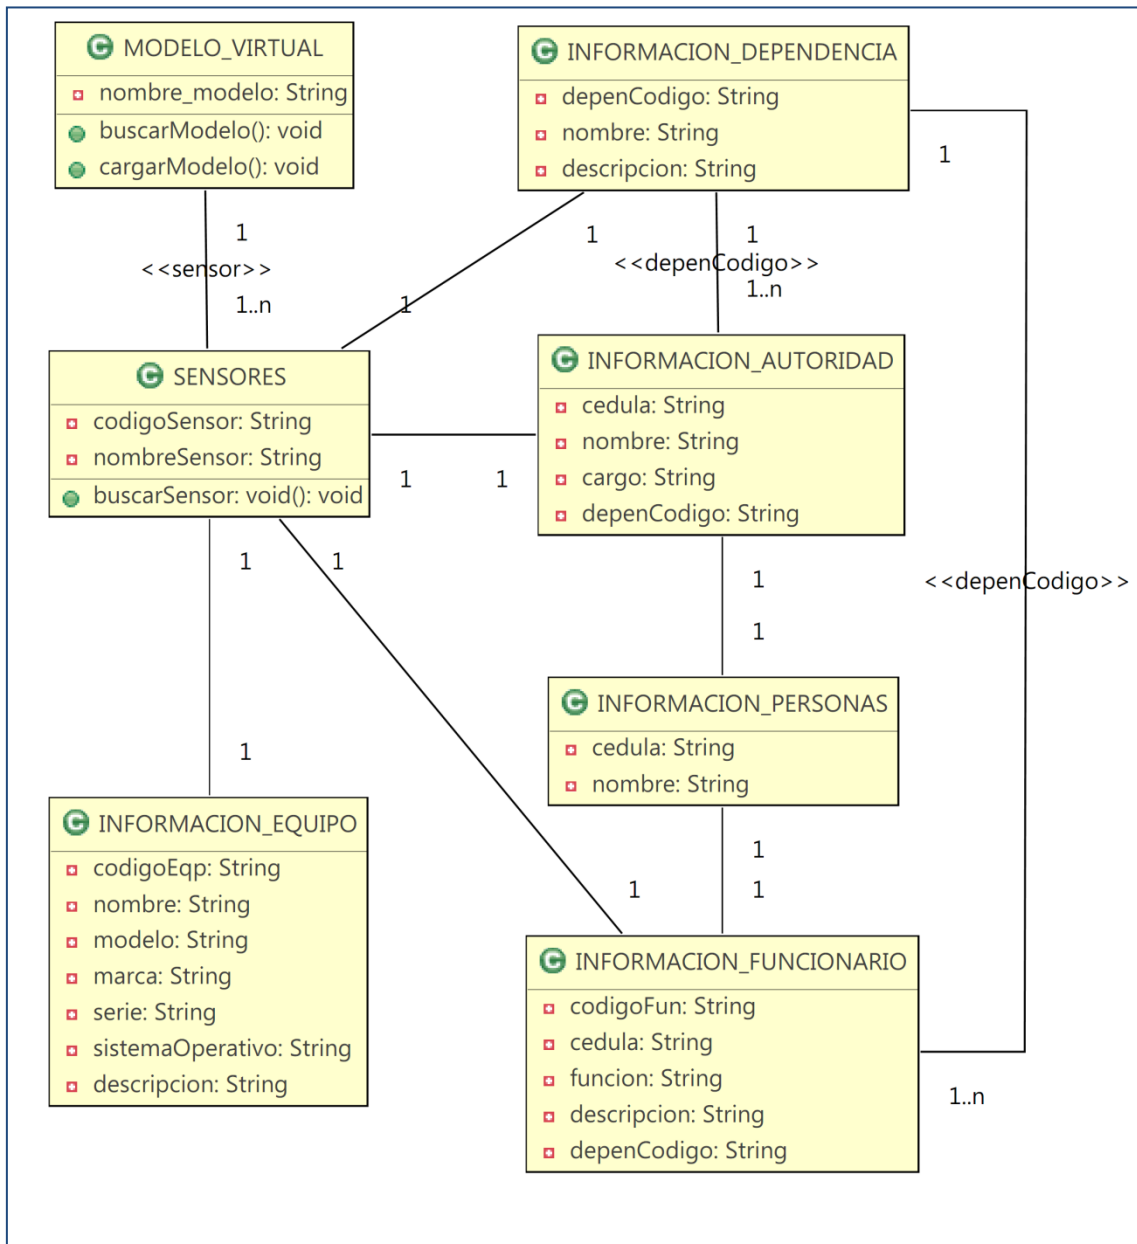 C MODELO_VIRTUAL
nombre_modelo: String
buscarModelo(): void
cargarModelo(): void
C INFORMACION_DEPENDENCIA
depenCodigo: String
nombre: String
descripcion: String
1
1
<<sensor>>
1..n
1
1
1
<<depenCodigo>>
1..n
C SENSORES
codigoSensor: String
nombreSensor: String
buscarSensor: void(): void
C INFORMACION_AUTORIDAD
cedula: String
nombre: String
cargo: String
depenCodigo: String
1
1
1
1
1
1
<<depenCodigo>>
C INFORMACION_PERSONAS
cedula: String
nombre: String
1
C INFORMACION_EQUIPO
codigoEqp: String
nombre: String
modelo: String
marca: String
serie: String
sistemaOperativo: String
descripcion: String
1
1
1
C INFORMACION_FUNCIONARIO
codigoFun: String
cedula: String
funcion: String
descripcion: String
depenCodigo: String
1..n